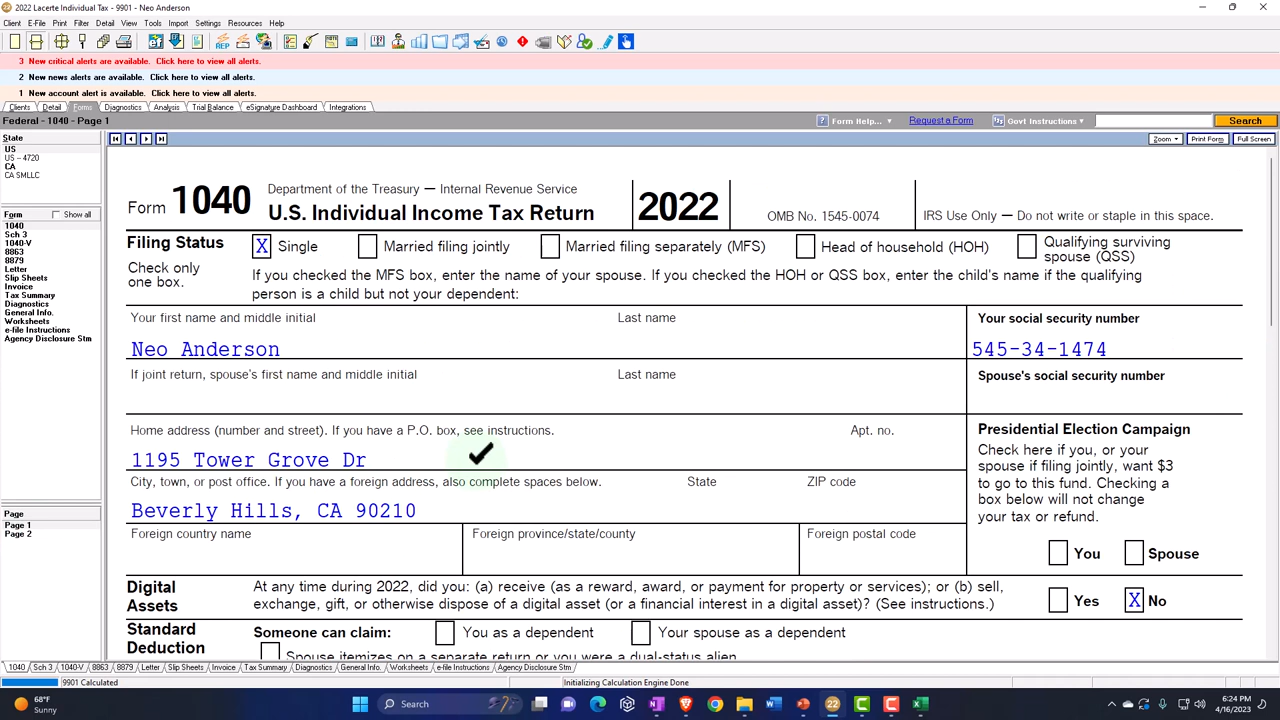 2022 Lacerte Individual Tax - 9901 - Neo Anderson
Client E-File Print Filter Detail View Tools Import Settings Resources Help
REP
3 New critical alerts are available. Click here to view all alerts.
2 New news alerts are available. Click here to view all alerts.
1 New account alert is available. Click here to view all alerts.
Clients Detail Forms Diagnostics Analysis Trial Balance eSignature Dashboard Integrations
Federal - 1040 - Page 1 ? Form Help... Request a Form Govt Instructions Search
State
US
US – 4720
CA
CA SMLLC
Form Show all
1040
Sch 3
1040-V
8863
8879
Letter
Slip Sheets
Invoice
Tax Summary
Diagnostics
General Info.
Worksheets
e-file Instructions
Agency Disclosure Stm
Page
Page 1
Page 2
Zoom Print Form Full Screen
Form 1040 Department of the Treasury — Internal Revenue Service
U.S. Individual Income Tax Return 2022 OMB No. 1545-0074 IRS Use Only — Do not write or staple in this space.
Filing Status X Single Married filing jointly Married filing separately (MFS) Head of household (HOH) Qualifying surviving
spouse (QSS)
Check only
one box.
If you checked the MFS box, enter the name of your spouse. If you checked the HOH or QSS box, enter the child's name if the qualifying
person is a child but not your dependent:
Your first name and middle initial Last name Your social security number
Neo Anderson 545-34-1474
If joint return, spouse's first name and middle initial Last name Spouse's social security number
Home address (number and street). If you have a P.O. box, see instructions. Apt. no.
1195 Tower Grove Dr
City, town, or post office. If you have a foreign address, also complete spaces below. State ZIP code
Beverly Hills, CA 90210
Foreign country name Foreign province/state/county Foreign postal code
Presidential Election Campaign
Check here if you, or your
spouse if filing jointly, want $3
to go to this fund. Checking a
box below will not change
your tax or refund.
You Spouse
Digital
Assets
At any time during 2022, did you: (a) receive (as a reward, award, or payment for property or services); or (b) sell,
exchange, gift, or otherwise dispose of a digital asset (or a financial interest in a digital asset)? (See instructions.) Yes X No
Standard
Deduction
Someone can claim: You as a dependent Your spouse as a dependent
Spouse itemizes on a separate return or you were a dual-status alien
1040 Sch 3 1040-V 8863 8879 Letter Slip Sheets Invoice Tax Summary Diagnostics General Info. Worksheets e-file Instructions Agency Disclosure Stm
9901 Calculated Initializing Calculation Engine Done
68°F
Sunny
Search
22
6:24 PM
4/16/2023